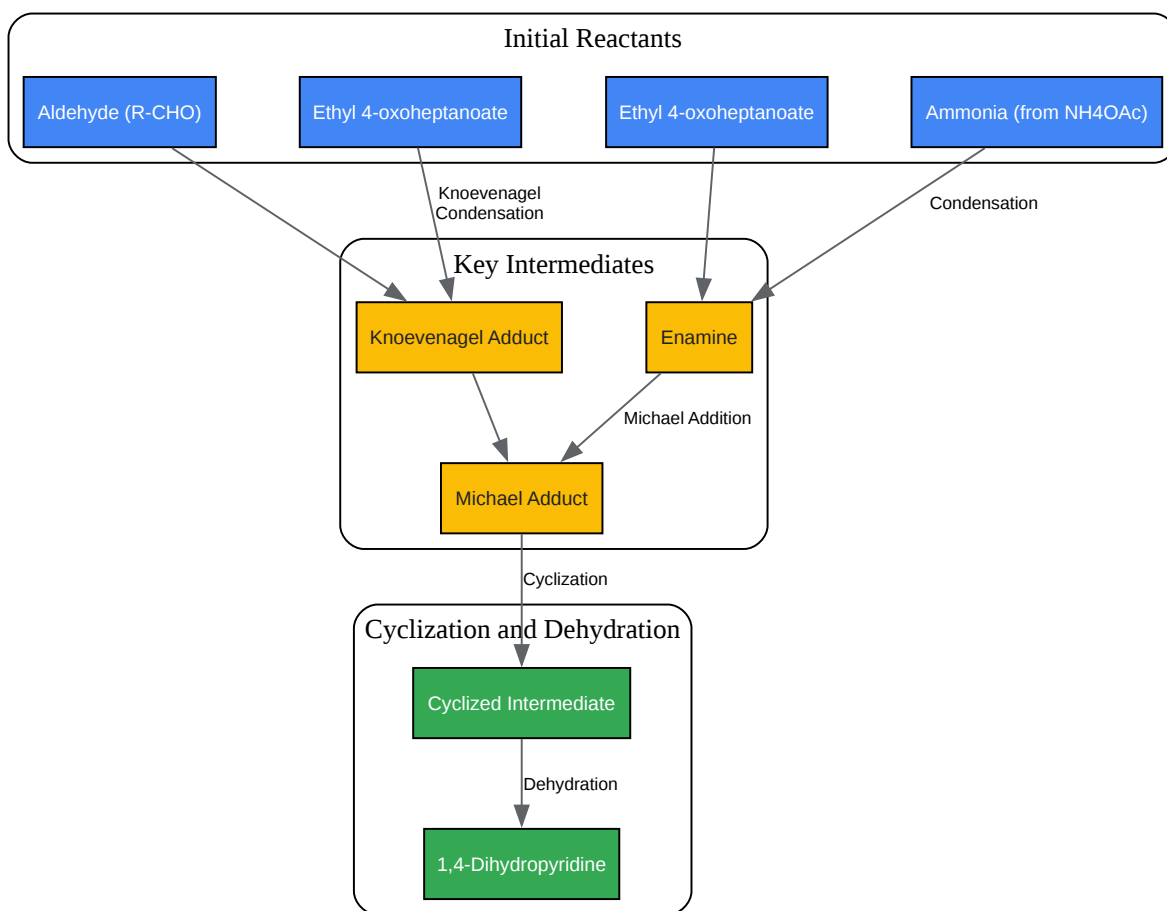 Initial Reactants
Aldehyde (R-CHO)
Ethyl 4-oxoheptanoate
Ethyl 4-oxoheptanoate
Ammonia (from NH4OAc)
Knoevenagel
Condensation
Condensation
Key Intermediates
Knoevenagel Adduct
Enamine
Michael Addition
Michael Adduct
Cyclization
Cyclization and Dehydration
Cyclized Intermediate
Dehydration
1,4-Dihydropyridine